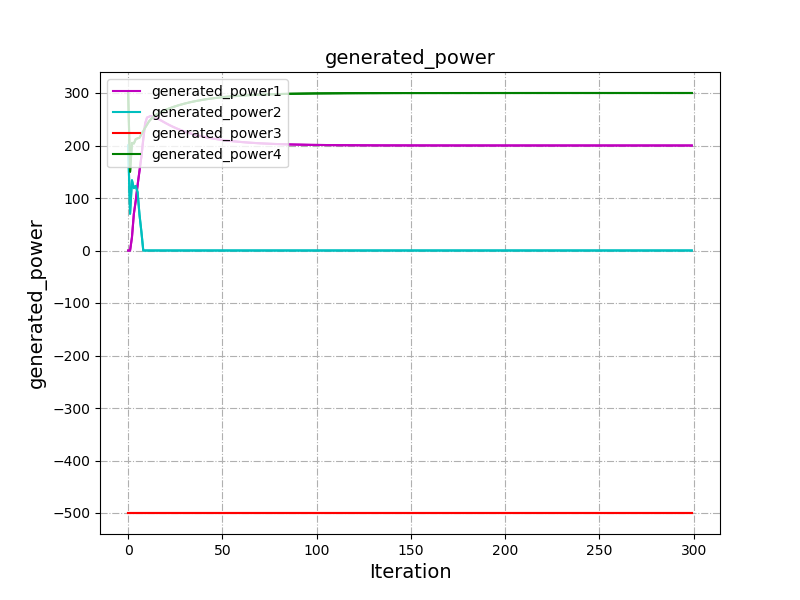 generated_power
generated_power1
generated_power2
generated_power3
generated_power4
300
200
100
0
−100
−200
−300
−400
−500
generated_power
0 50 100 150 200 250 300
Iteration